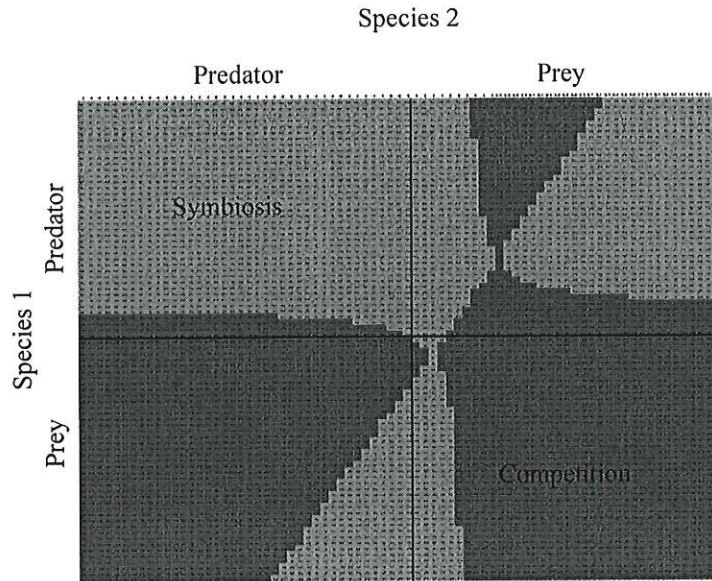 Species 2
Predator
Prey
Species 1
Predator
Symbiosis
Prey
Competition